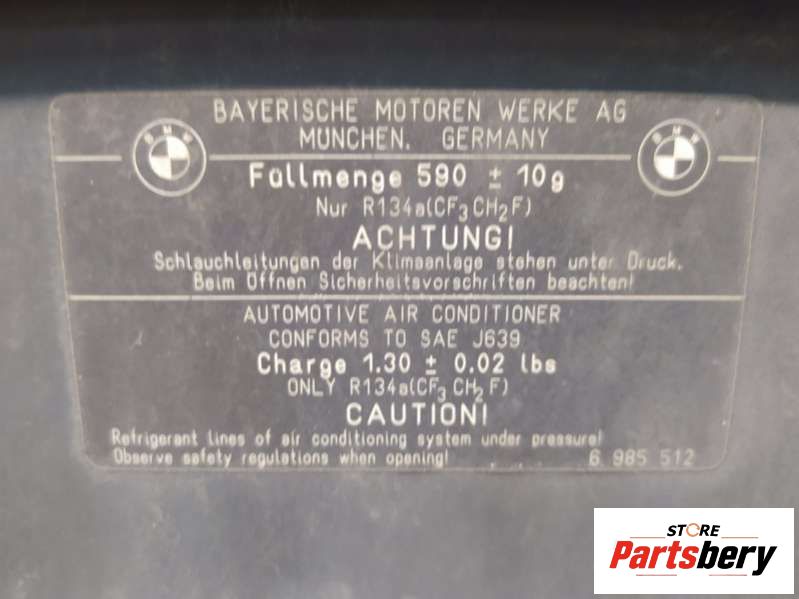 BAYERISCHE MOTOREN WERKE AG
MÜNCHEN. GERMANY
BMW
BMW
Füllmenge 590 ± 10g
Nur R134a(CF₃CH₂F)
ACHTUNG!
Schlauchleitungen der Klimaanlage stehen unter Druck.
Beim Öffnen Sicherheitsvorschriften beachten!
AUTOMOTIVE AIR CONDITIONER
CONFORMS TO SAE J639
Charge 1.30 ± 0.02 lbs
ONLY R134a(CF₃CH₂F)
CAUTION!
Refrigerant lines of air conditioning system under pressure!
Observe safety regulations when opening!
6 985 512
STORE
Partsbery